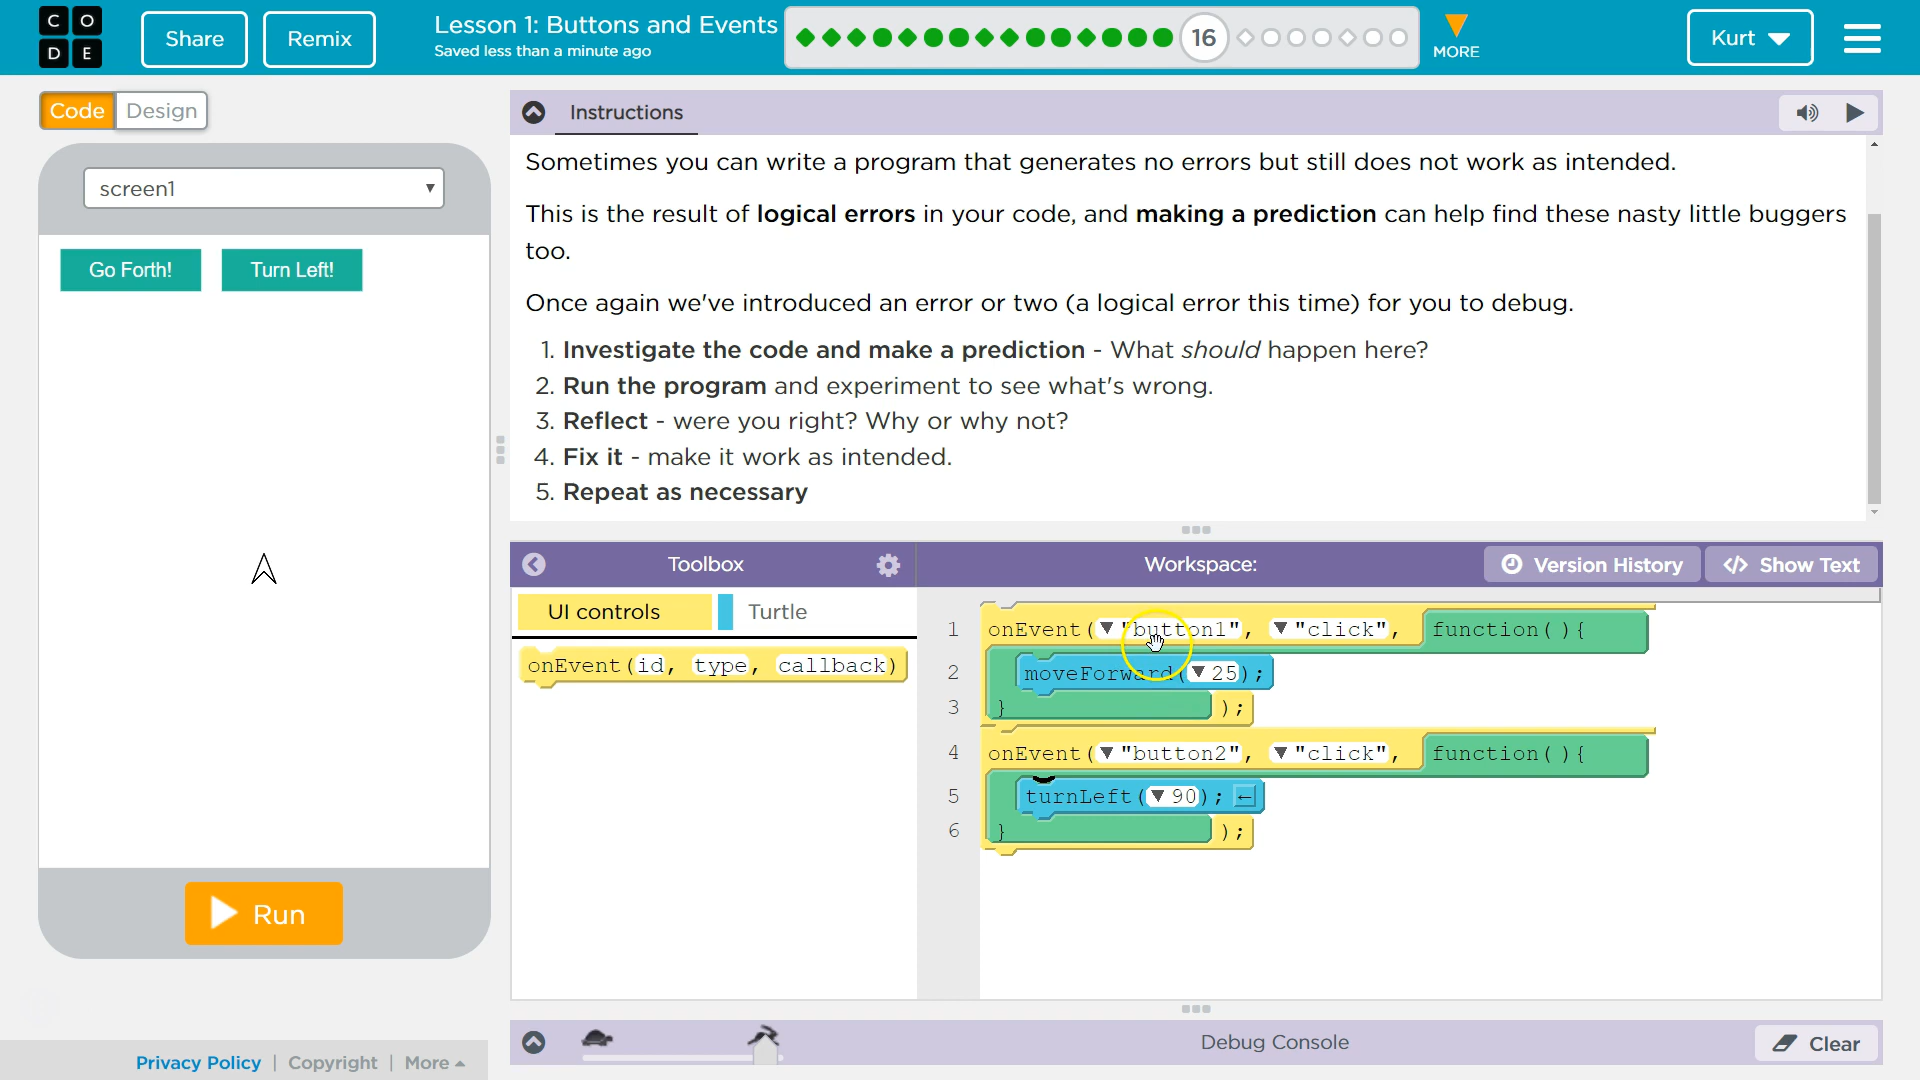 C O
D E
Share
Remix
Lesson 1: Buttons and Events
Saved less than a minute ago
16
MORE
Kurt
Code
Design
screen1
Go Forth!
Turn Left!
Run
Privacy Policy | Copyright | More
Instructions
Sometimes you can write a program that generates no errors but still does not work as intended.
This is the result of logical errors in your code, and making a prediction can help find these nasty little buggers
too.
Once again we've introduced an error or two (a logical error this time) for you to debug.
1. Investigate the code and make a prediction - What should happen here?
2. Run the program and experiment to see what's wrong.
3. Reflect - were you right? Why or why not?
4. Fix it - make it work as intended.
5. Repeat as necessary
Toolbox
Workspace:
Version History
</> Show Text
UI controls
Turtle
onEvent(id, type, callback)
1 onEvent("button1", "click", function( ){
2 moveForward(25);
3 } );
4 onEvent("button2", "click", function( ){
5 turnLeft(90); ←
6 } );
Debug Console
Clear